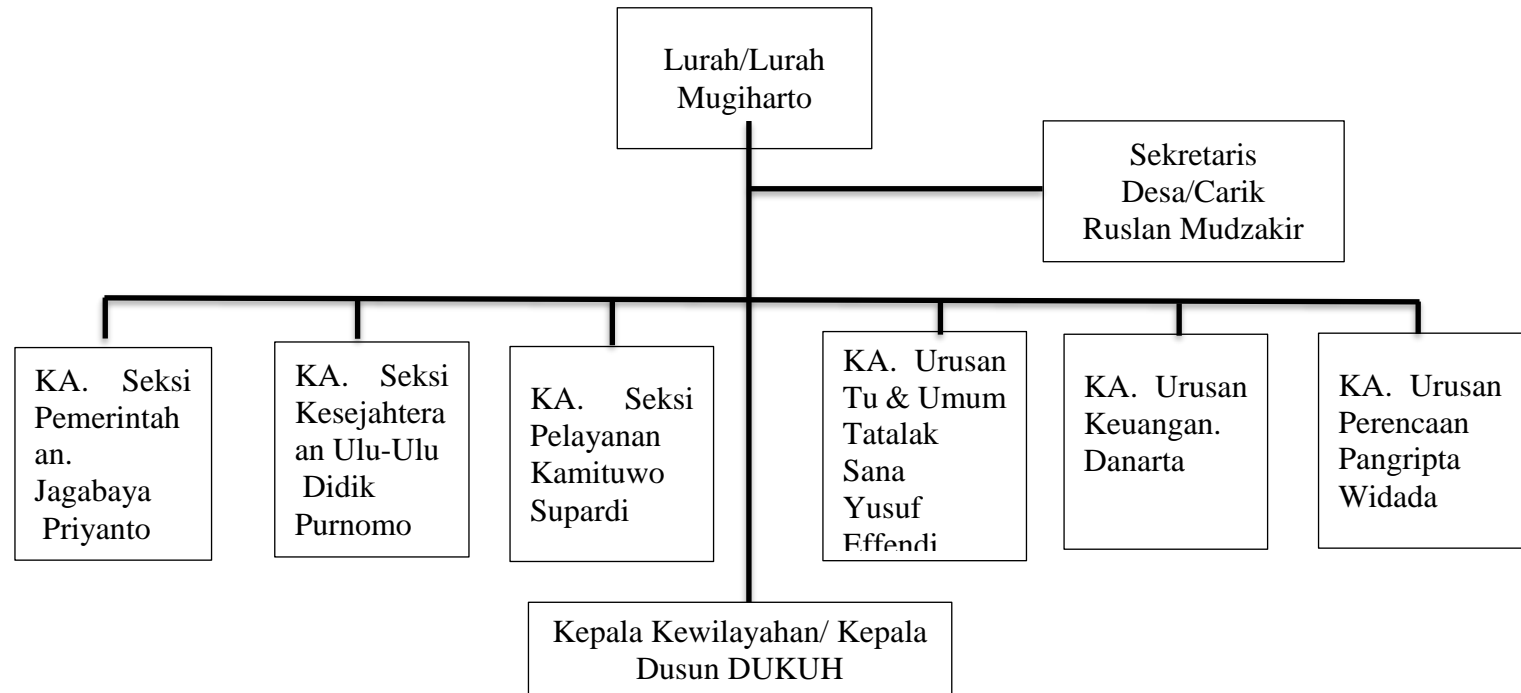 Lurah/Lurah
Mugiharto
Sekretaris
Desa/Carik
Ruslan Mudzakir
KA. Seksi
Pemerintah
an.
Jagabaya
Priyanto
KA. Seksi
Kesejahtera
an Ulu-Ulu
Didik
Purnomo
KA. Seksi
Pelayanan
Kamituwo
Supardi
KA. Urusan
Tu & Umum
Tatalak
Sana
Yusuf
Effendi
KA. Urusan
Keuangan.
Danarta
KA. Urusan
Perencaan
Pangripta
Widada
Kepala Kewilayahan/ Kepala
Dusun DUKUH